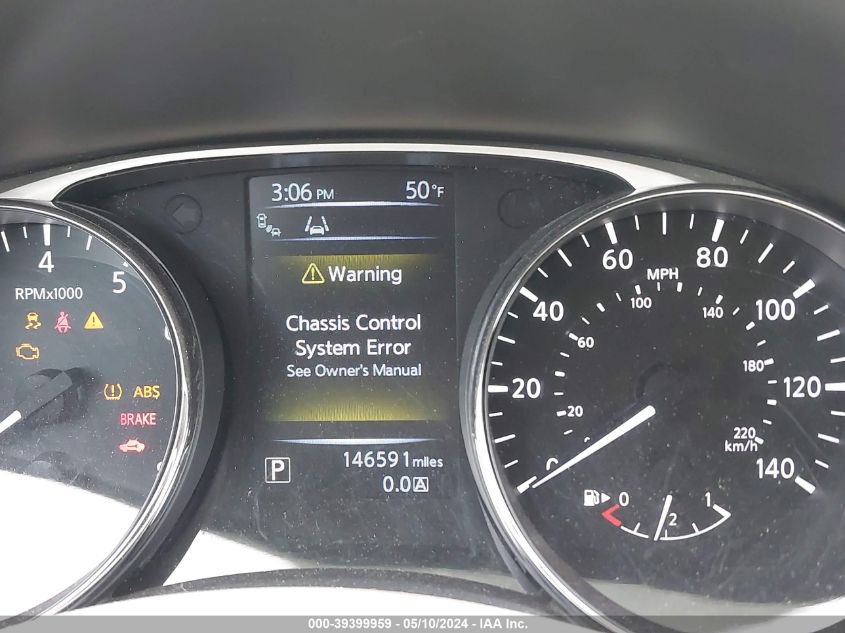 3:06 PM 50°F
Warning
Chassis Control
System Error
See Owner's Manual
P
146591 miles
0.0 A
4
5
RPMx1000
ABS
BRAKE
0 20 40 60 80 100 120 140
MPH
20 60 100 140 180 220
km/h
0 1/2 1
000-39399959 - 05/10/2024 - IAA Inc.